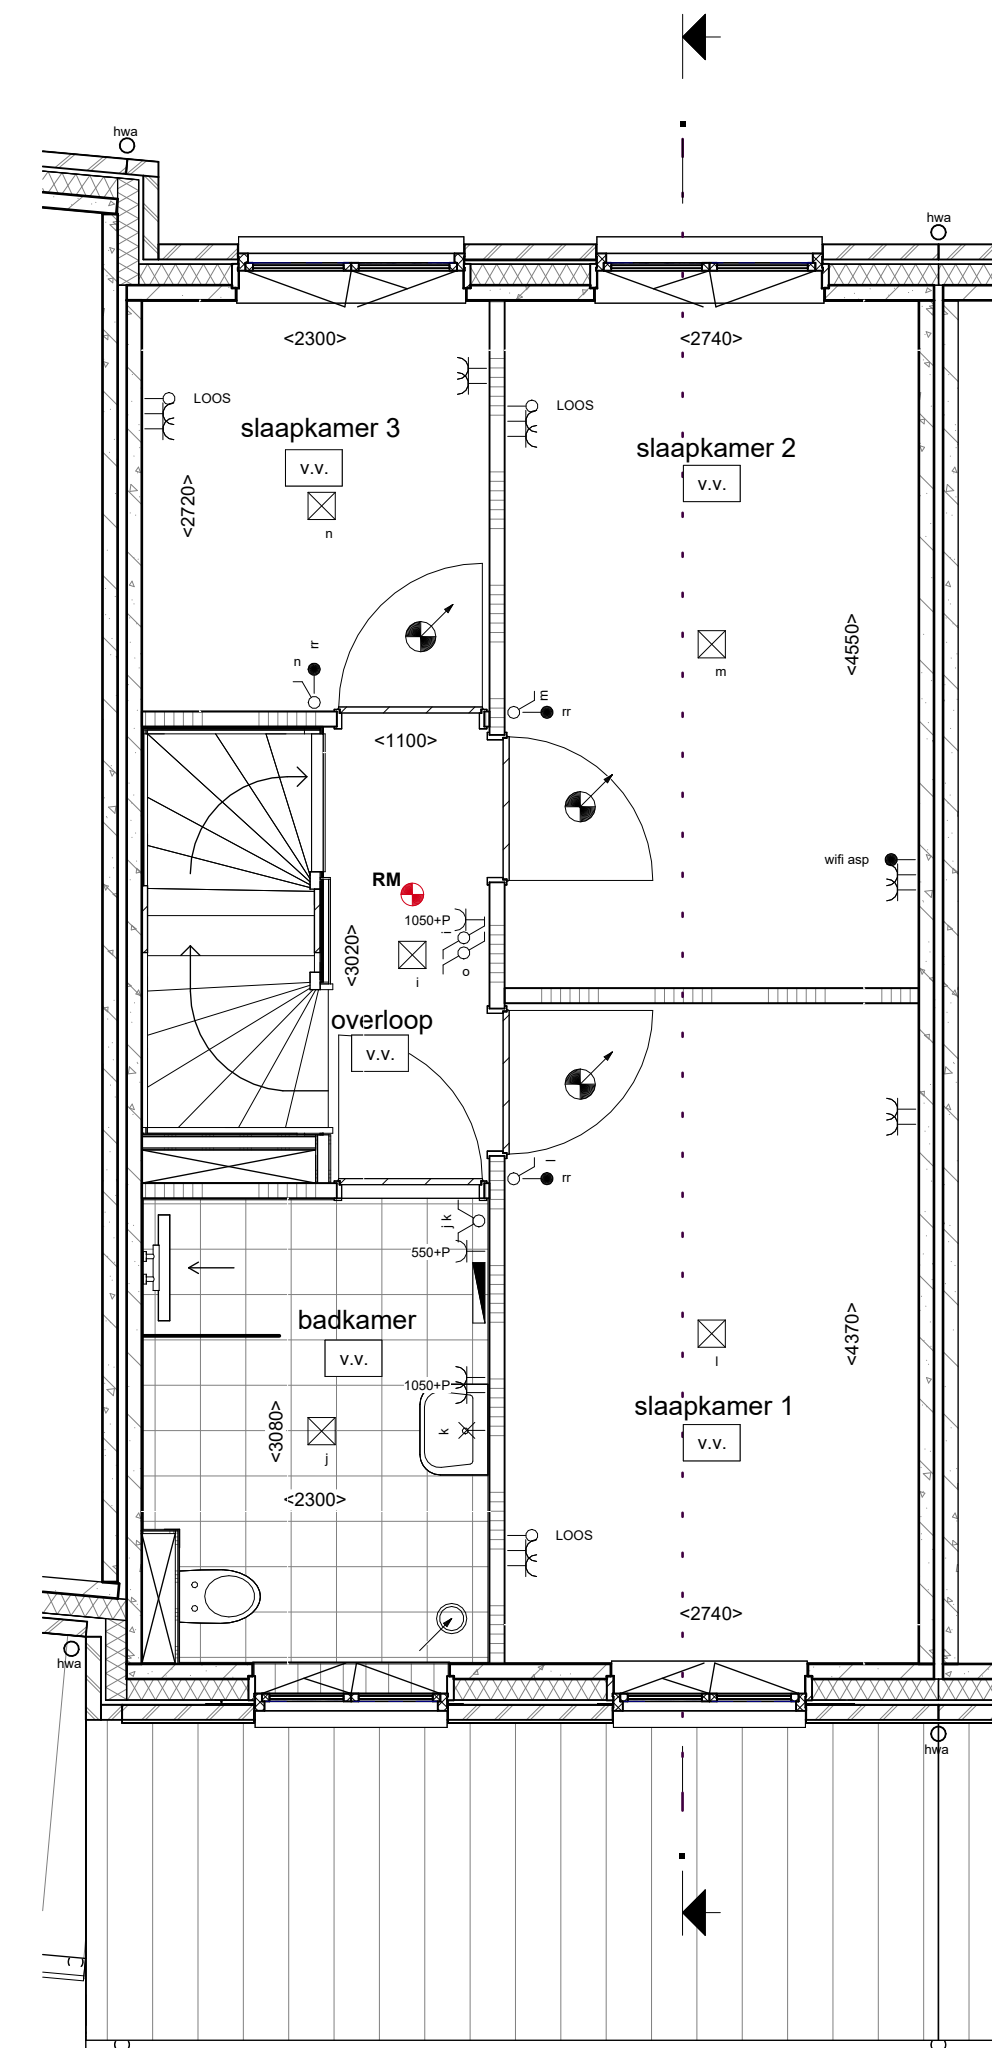 hwa
hwa
<2300>
<2740>
LOOS
LOOS
slaapkamer 3
slaapkamer 2
v.v.
v.v.
<2720>
n
m
<4550>
rr
n
m
rr
<1100>
wifi asp
RM
1050+P
i
<3020>
o
i
overloop
v.v.
l
rr
j k
550+P
badkamer
v.v.
l
<4370>
1050+P
slaapkamer 1
v.v.
k
<3080>
j
<2300>
LOOS
<2740>
hwa
hwa